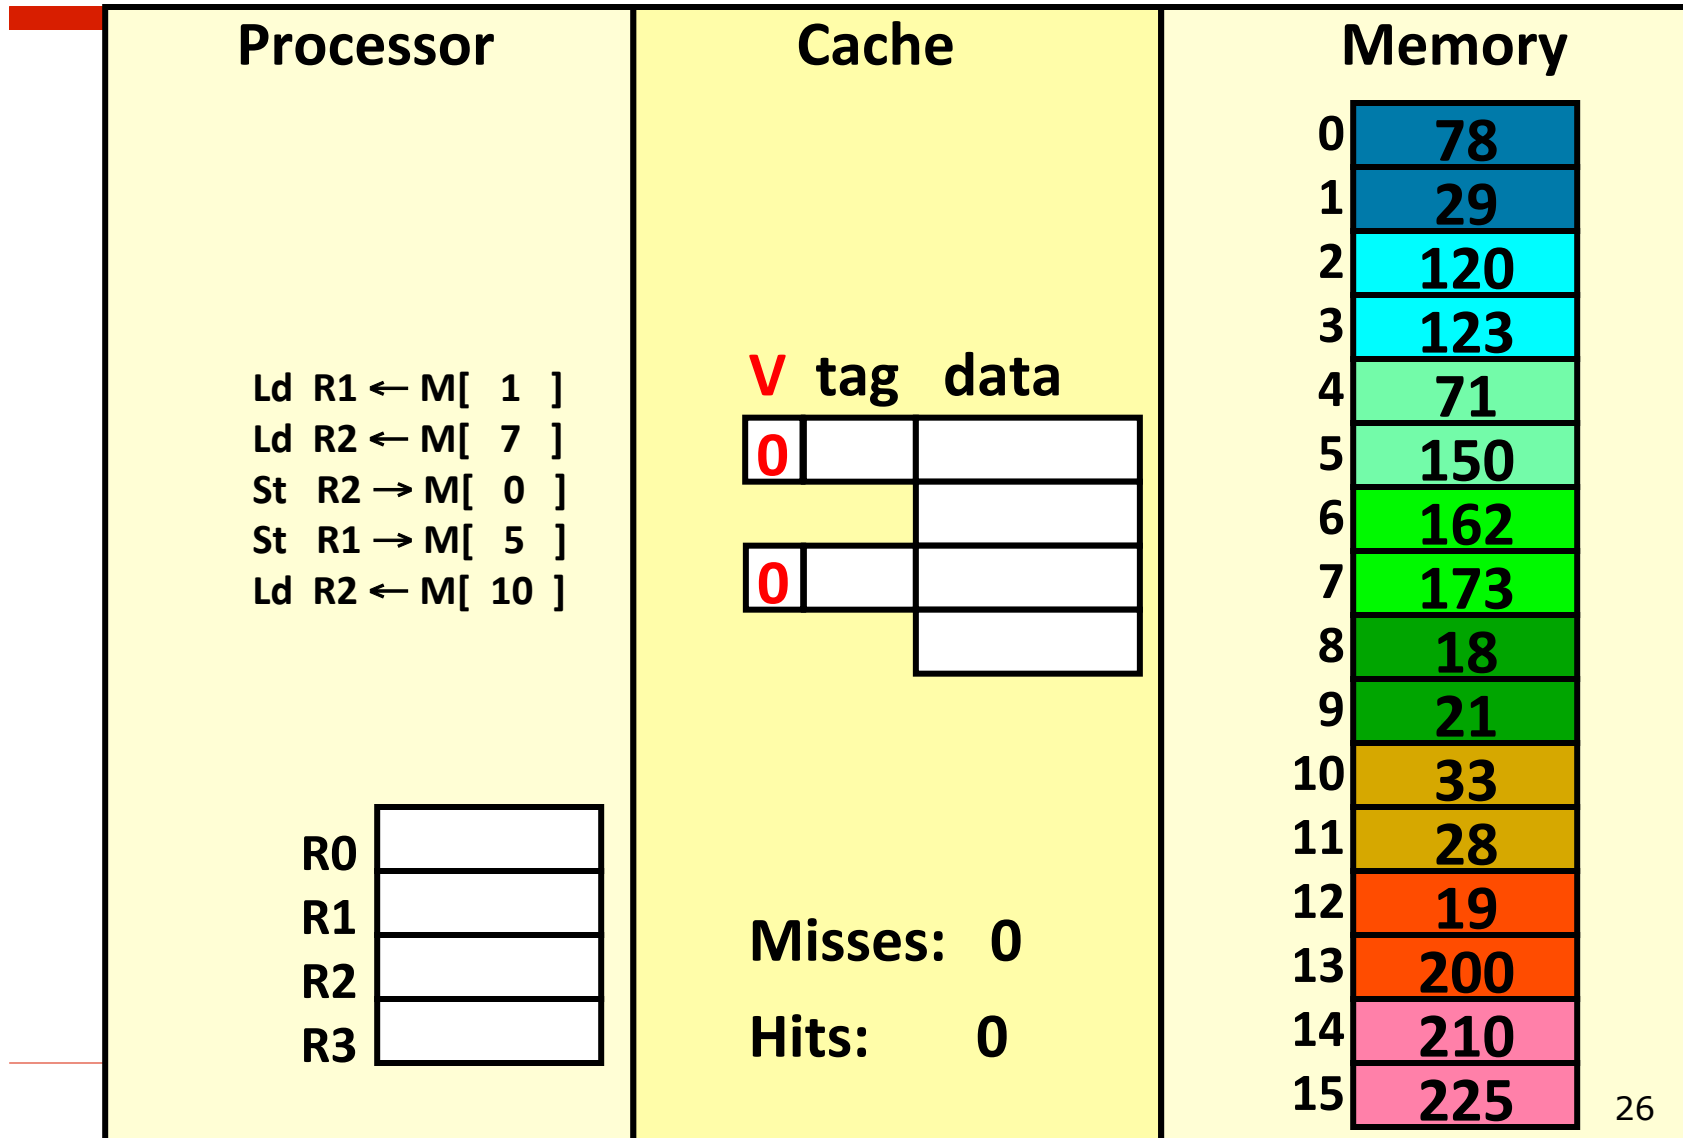 Processor
Cache
Memory
Ld R1 ← M[ 1 ]
Ld R2 ← M[ 7 ]
St R2 → M[ 0 ]
St R1 → M[ 5 ]
Ld R2 ← M[ 10 ]
R0
R1
R2
R3
V tag data
0
0
Misses: 0
Hits: 0
0 78
1 29
2 120
3 123
4 71
5 150
6 162
7 173
8 18
9 21
10 33
11 28
12 19
13 200
14 210
15 225
26